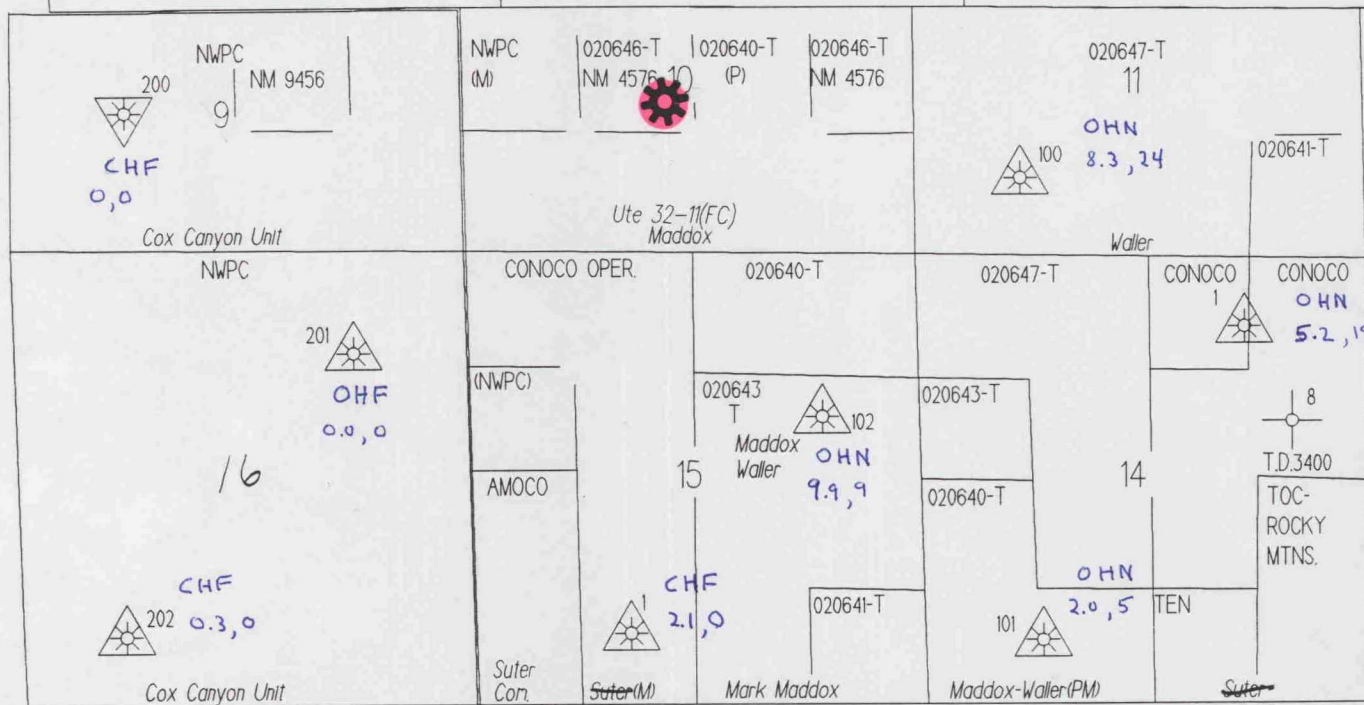 NWPC
200
9
NM 9456
CHF
0,0
Cox Canyon Unit
NWPC
(M)
020646-T
NM 4576
10
020640-T
(P)
020646-T
NM 4576
Ute 32-11(FC)
Maddox
020647-T
11
OHN
8.3, 24
100
020641-T
Waller
NWPC
201
OHF
0.0, 0
16
CHF
0.3, 0
202
Cox Canyon Unit
CONOCO OPER.
020640-T
(NWPC)
020643
T
Maddox
Waller
102
OHN
9.9, 9
15
AMOCO
CHF
2.1, 0
1
020641-T
Suter
Com.
Suter(M)
Mark Maddox
020647-T
CONOCO
CONOCO
1
OHN
5.2,
020643-T
8
T.D.3400
14
020640-T
TOC-
ROCKY
MTNS.
OHN
2.0, 5
TEN
101
Maddox-Waller(PM)
Suter